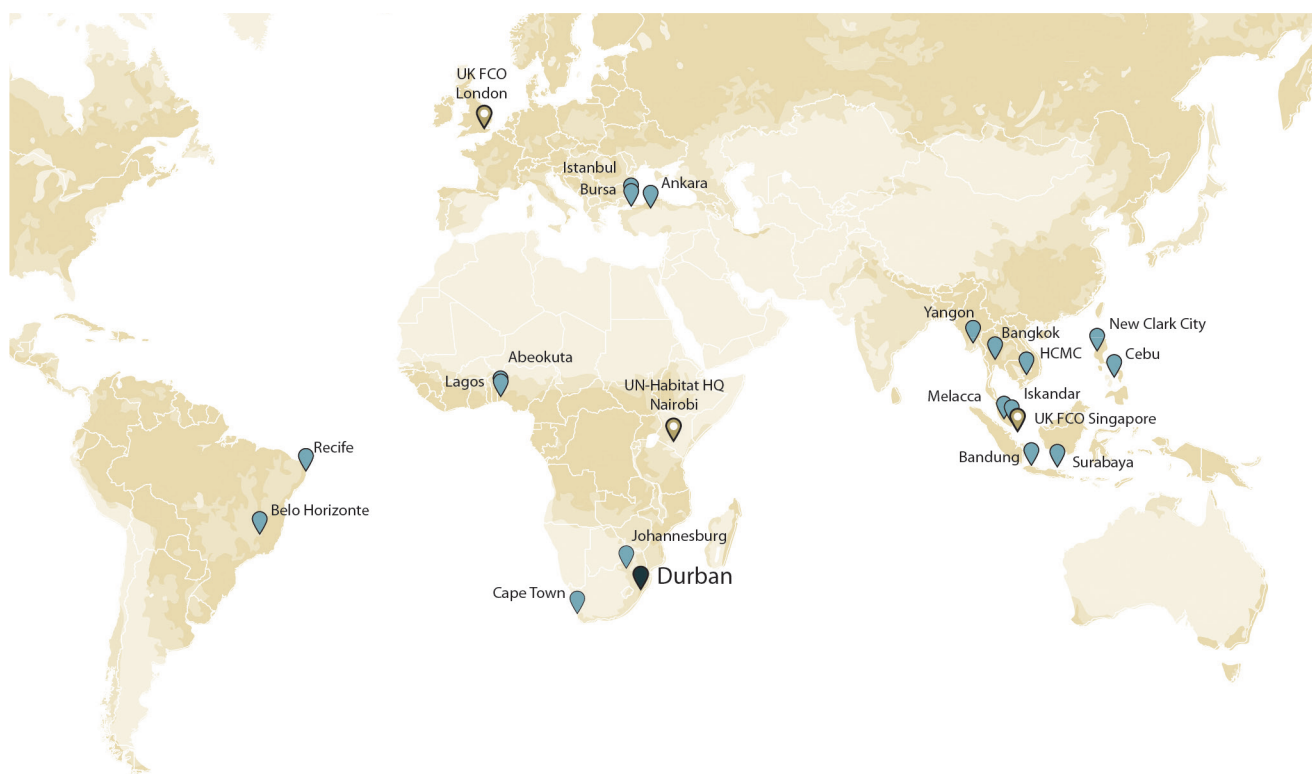 UK FCO
London
Istanbul
Bursa
Ankara
Yangon
Bangkok
New Clark City
HCMC
Cebu
Abeokuta
Lagos
UN-Habitat HQ
Nairobi
Melacca
Iskandar
UK FCO Singapore
Recife
Bandung
Surabaya
Belo Horizonte
Johannesburg
Durban
Cape Town